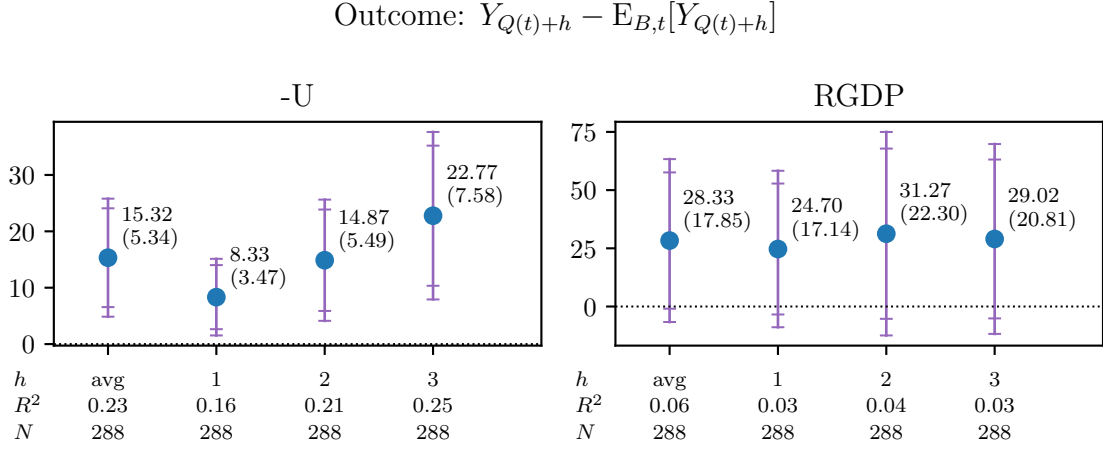 Outcome: $Y_{Q(t)+h} - \mathrm{E}_{B,t}[Y_{Q(t)+h}]$
-U
30
20
10
0
15.32
(5.34)
8.33
(3.47)
14.87
(5.49)
22.77
(7.58)
h avg 1 2 3
R² 0.23 0.16 0.21 0.25
N 288 288 288 288
RGDP
75
50
25
0
28.33
(17.85)
24.70
(17.14)
31.27
(22.30)
29.02
(20.81)
h avg 1 2 3
R² 0.06 0.03 0.04 0.03
N 288 288 288 288